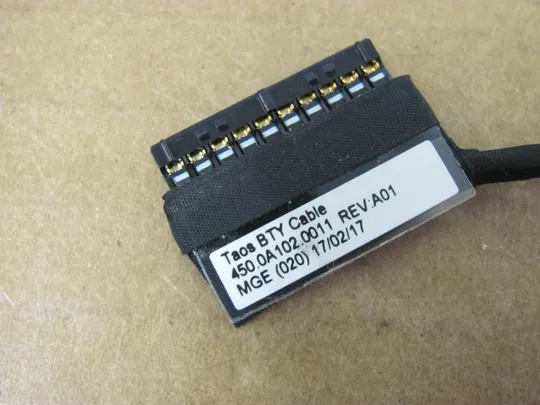 Taos BTY Cable
450.0A102.0011 REV:A01
MGE (020) 17/02/17